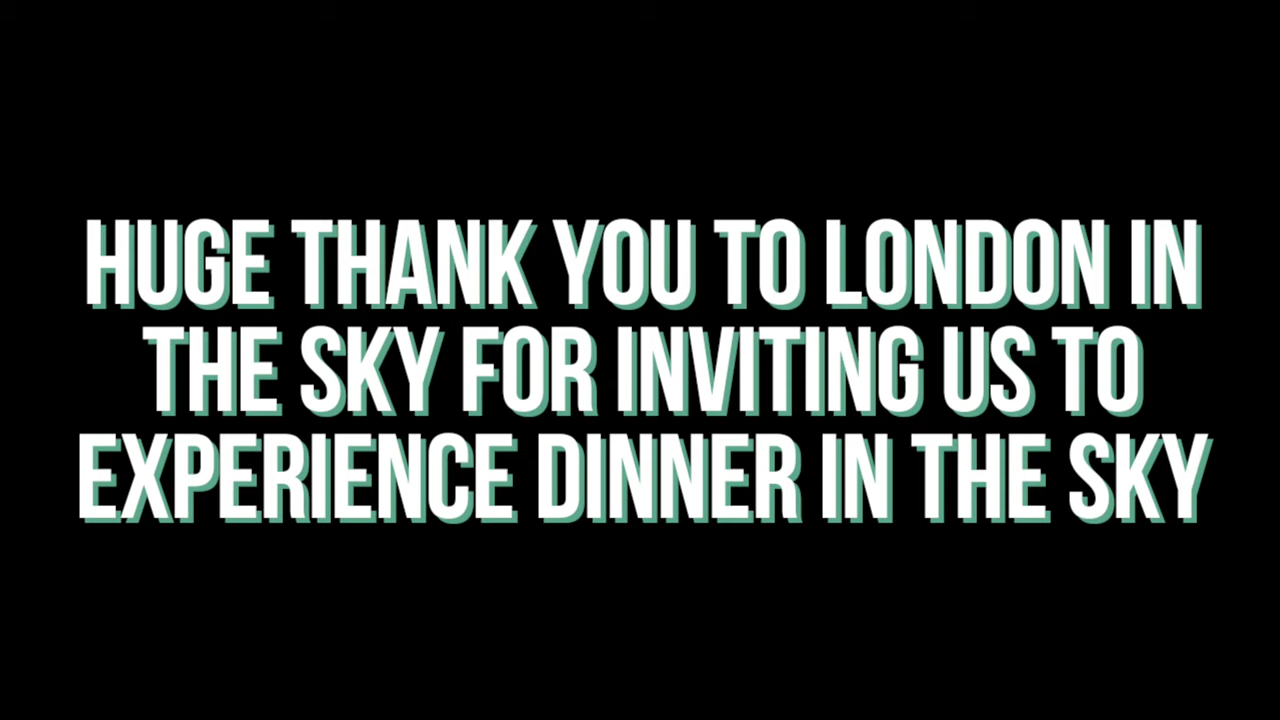 HUGE THANK YOU TO LONDON IN
THE SKY FOR INVITING US TO
EXPERIENCE DINNER IN THE SKY